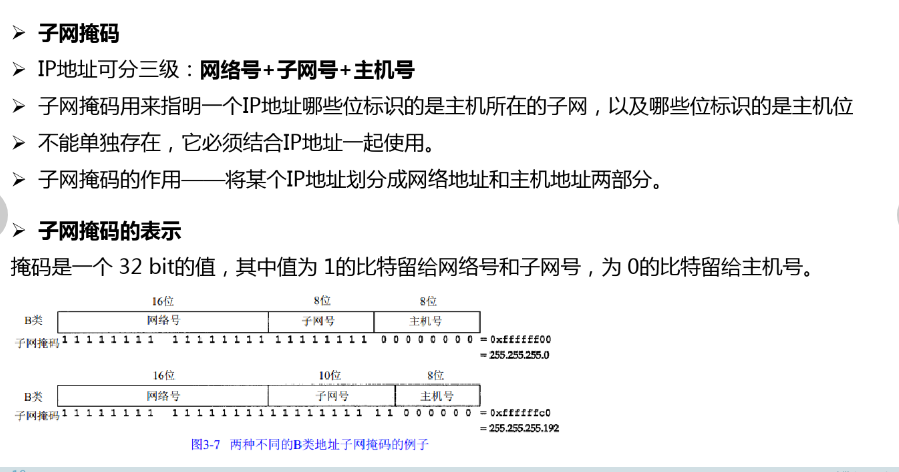 ➢ 子网掩码
➢ IP地址可分三级：网络号+子网号+主机号
➢ 子网掩码用来指明一个IP地址哪些位标识的是主机所在的子网，以及哪些位标识的是主机位
➢ 不能单独存在，它必须结合IP地址一起使用。
➢ 子网掩码的作用——将某个IP地址划分成网络地址和主机地址两部分。
➢ 子网掩码的表示
掩码是一个 32 bit的值，其中值为 1的比特留给网络号和子网号，为 0的比特留给主机号。
16位 8位 8位
B类 网络号 子网号 主机号
子网掩码 1 1 1 1 1 1 1 1 1 1 1 1 1 1 1 1 1 1 1 1 1 1 1 1 0 0 0 0 0 0 0 0 = 0xffffff00
= 255.255.255.0
16位 10位 8位
B类 网络号 子网号 主机号
子网掩码 1 1 1 1 1 1 1 1 1 1 1 1 1 1 1 1 1 1 1 1 1 1 1 1 1 1 0 0 0 0 0 0 = 0xffffffc0
= 255.255.255.192
图3-7 两种不同的B类地址子网掩码的例子